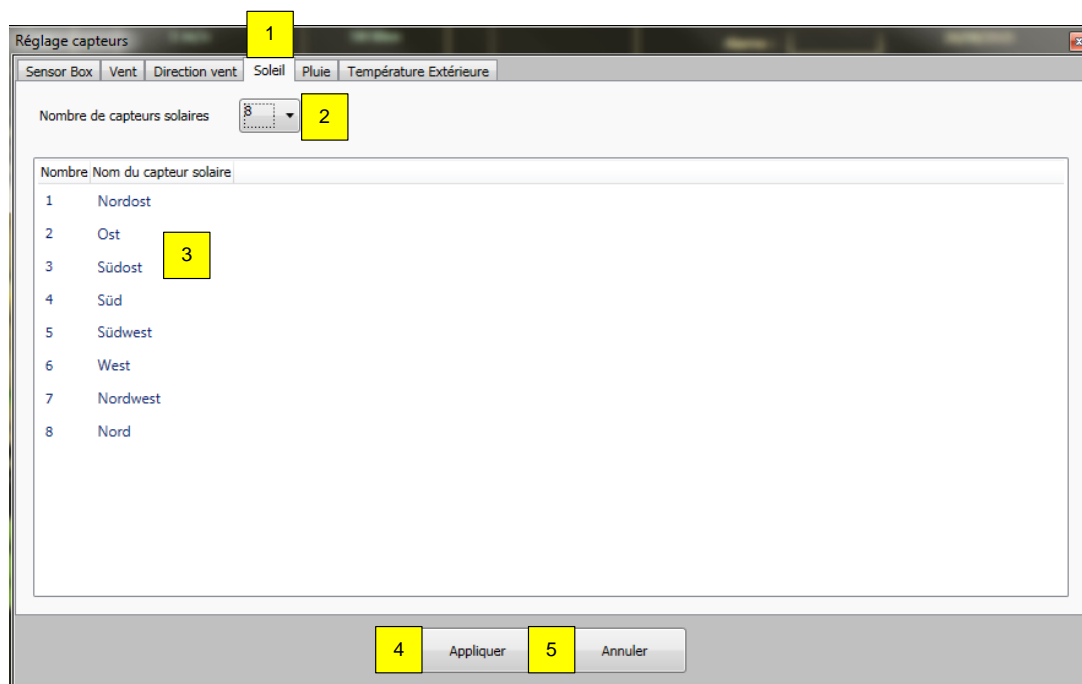 1
Réglage capteurs
Sensor Box Vent Direction vent Soleil Pluie Température Extérieure
Nombre de capteurs solaires 8 2
Nombre Nom du capteur solaire
1 Nordost
2 Ost
3
3 Südost
4 Süd
5 Südwest
6 West
7 Nordwest
8 Nord
4 Appliquer 5 Annuler